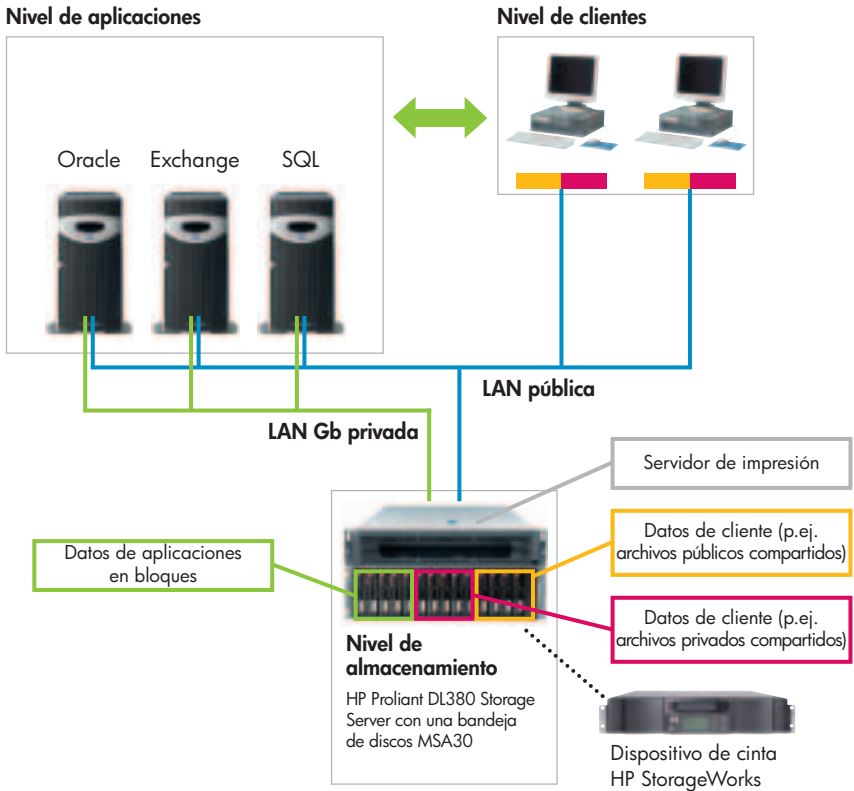 Nivel de aplicaciones
Nivel de clientes
Oracle
Exchange
SQL
LAN pública
LAN Gb privada
Servidor de impresión
Datos de cliente (p.ej.
archivos públicos compartidos)
Datos de aplicaciones
en bloques
Datos de cliente (p.ej.
archivos privados compartidos)
Nivel de
almacenamiento
HP Proliant DL380 Storage
Server con una bandeja
de discos MSA30
Dispositivo de cinta
HP StorageWorks